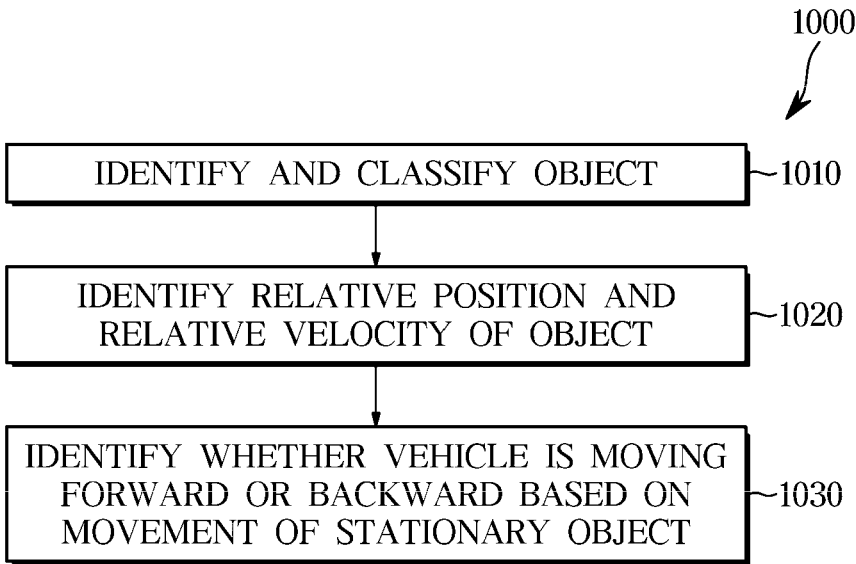 1000
IDENTIFY AND CLASSIFY OBJECT
1010
IDENTIFY RELATIVE POSITION AND
RELATIVE VELOCITY OF OBJECT
1020
IDENTIFY WHETHER VEHICLE IS MOVING
FORWARD OR BACKWARD BASED ON
MOVEMENT OF STATIONARY OBJECT
1030